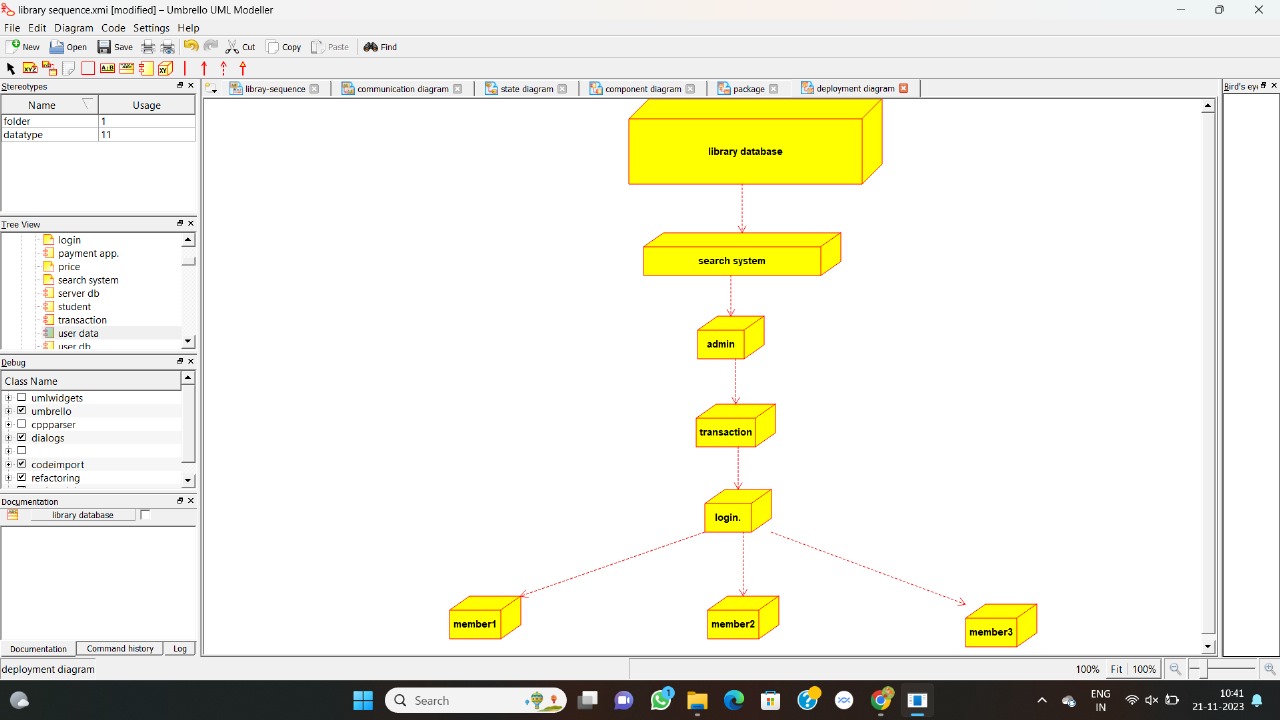 library sequence.xmi [modified] – Umbrello UML Modeller
File Edit Diagram Code Settings Help
New Open Save Cut Copy Paste Find
Stereotypes
Name Usage
folder 1
datatype 11
Tree View
login
payment app.
price
search system
server db
student
transaction
user data
user db
Debug
Class Name
umlwidgets
umbrello
cppparser
dialogs
codeimport
refactoring
Documentation
library database
Documentation Command history Log
libray-sequence communication diagram state diagram component diagram package deployment diagram
Bird's eye
library database
search system
admin
transaction
login.
member1 member2 member3
deployment diagram
100% Fit 100%
Search
1
ENG
IN
10:41
21-11-2023